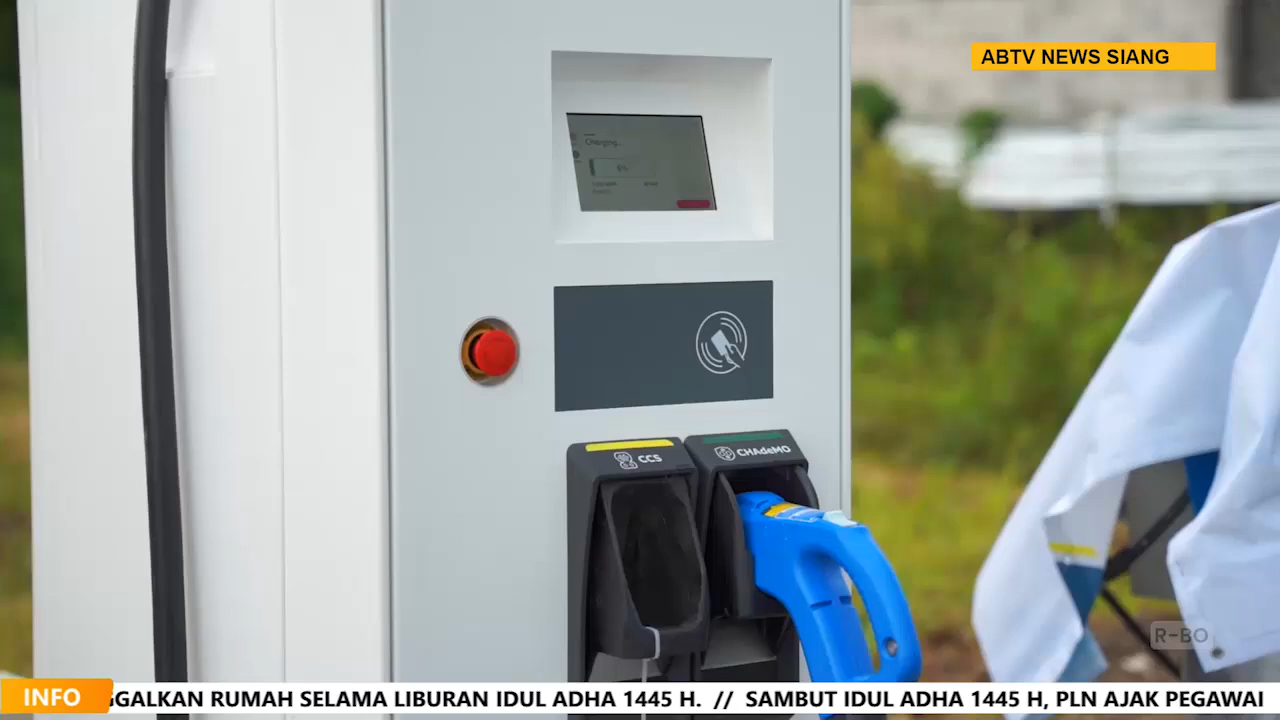 ABTV NEWS SIANG
Charging...
CCS
CHAdeMO
R-BO
INFO
GGALKAN RUMAH SELAMA LIBURAN IDUL ADHA 1445 H. // SAMBUT IDUL ADHA 1445 H, PLN AJAK PEGAWAI